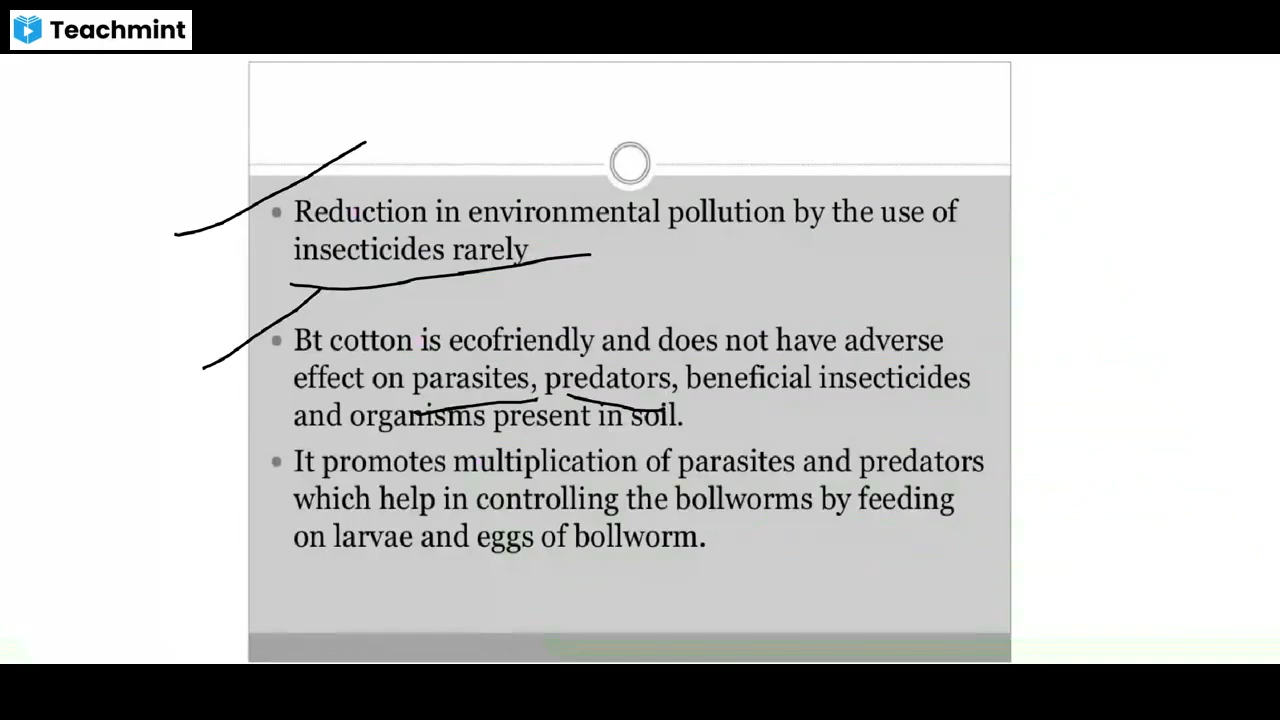 Teachmint
• Reduction in environmental pollution by the use of
insecticides rarely
• Bt cotton is ecofriendly and does not have adverse
effect on parasites, predators, beneficial insecticides
and organisms present in soil.
• It promotes multiplication of parasites and predators
which help in controlling the bollworms by feeding
on larvae and eggs of bollworm.